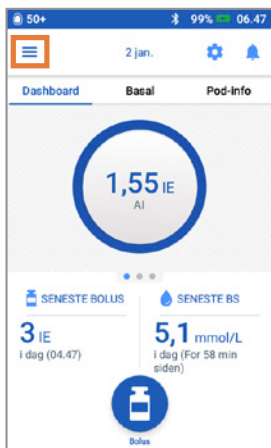 50+ 99% 06.47
2 jan.
Dashboard Basal Pod-info
1,55 IE
AI
SENESTE BOLUS
3 IE
i dag (04.47)
SENESTE BS
5,1 mmol/L
i dag (For 58 min
siden)
Bolus